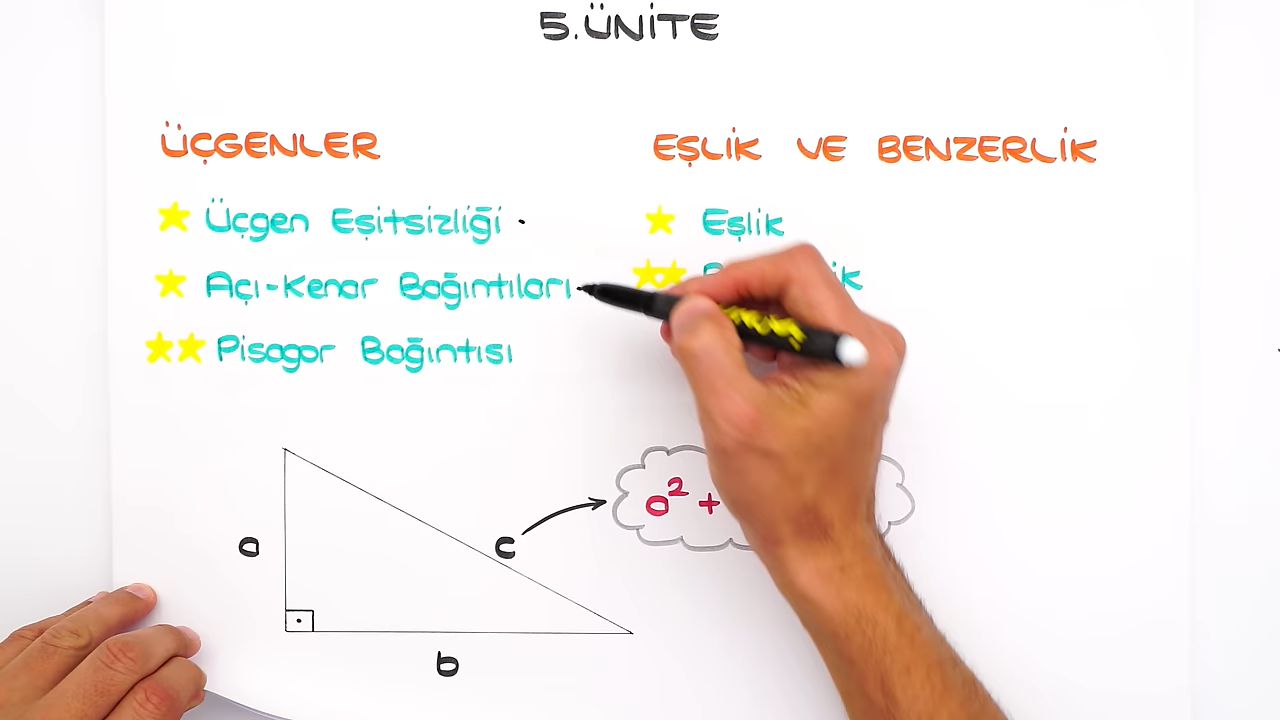 5.ÜNİTE
ÜÇGENLER
Üçgen Eşitsizliği
Açı-Kenar Bağıntıları
Pisagor Bağıntısı
EŞLİK VE BENZERLİK
Eşlik
a
b
c
a² +